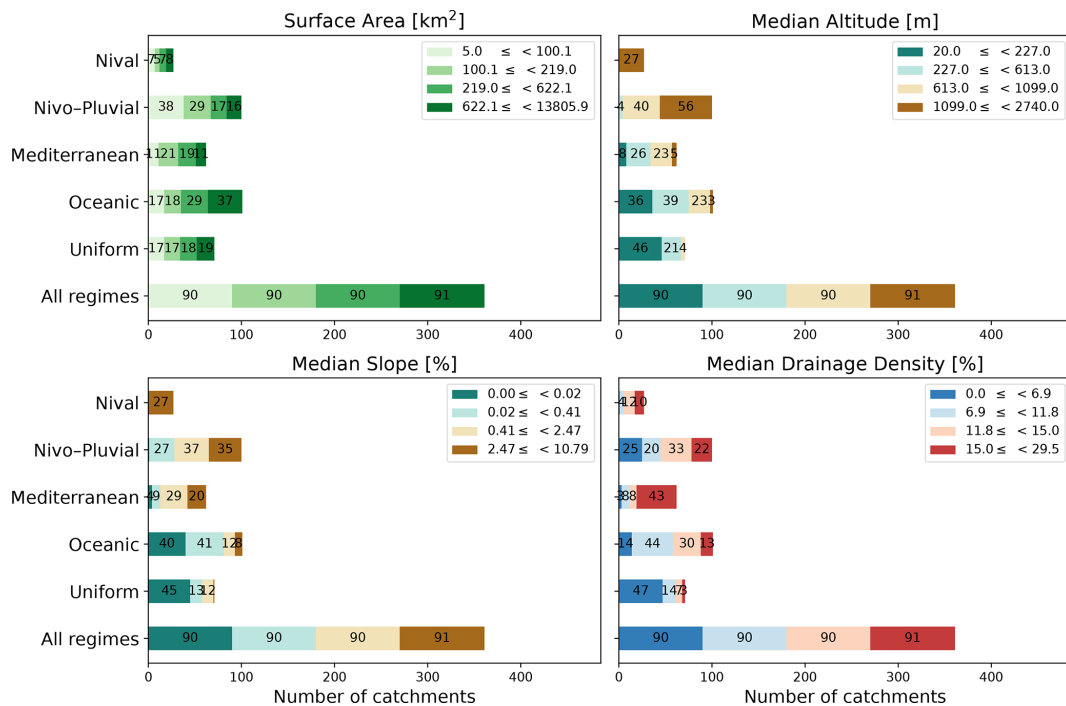 Surface Area [km²]
5.0 ≤ < 100.1
100.1 ≤ < 219.0
219.0 ≤ < 622.1
622.1 ≤ < 13805.9
Nival
7 5 7 8
Nivo–Pluvial
38 29 17 16
Mediterranean
11 21 19 11
Oceanic
17 18 29 37
Uniform
17 17 18 19
All regimes
90 90 90 91
0 100 200 300 400
Median Altitude [m]
20.0 ≤ < 227.0
227.0 ≤ < 613.0
613.0 ≤ < 1099.0
1099.0 ≤ < 2740.0
27
4 40 56
8 26 23 5
36 39 23 3
46 21 4
90 90 90 91
0 100 200 300 400
Median Slope [%]
0.00 ≤ < 0.02
0.02 ≤ < 0.41
0.41 ≤ < 2.47
2.47 ≤ < 10.79
Nival
27
Nivo–Pluvial
27 37 35
Mediterranean
4 9 29 20
Oceanic
40 41 12 8
Uniform
45 13 12
All regimes
90 90 90 91
0 100 200 300 400
Number of catchments
Median Drainage Density [%]
0.0 ≤ < 6.9
6.9 ≤ < 11.8
11.8 ≤ < 15.0
15.0 ≤ < 29.5
4 12 10
25 20 33 22
3 8 8 43
14 44 30 13
47 14 7 3
90 90 90 91
0 100 200 300 400
Number of catchments